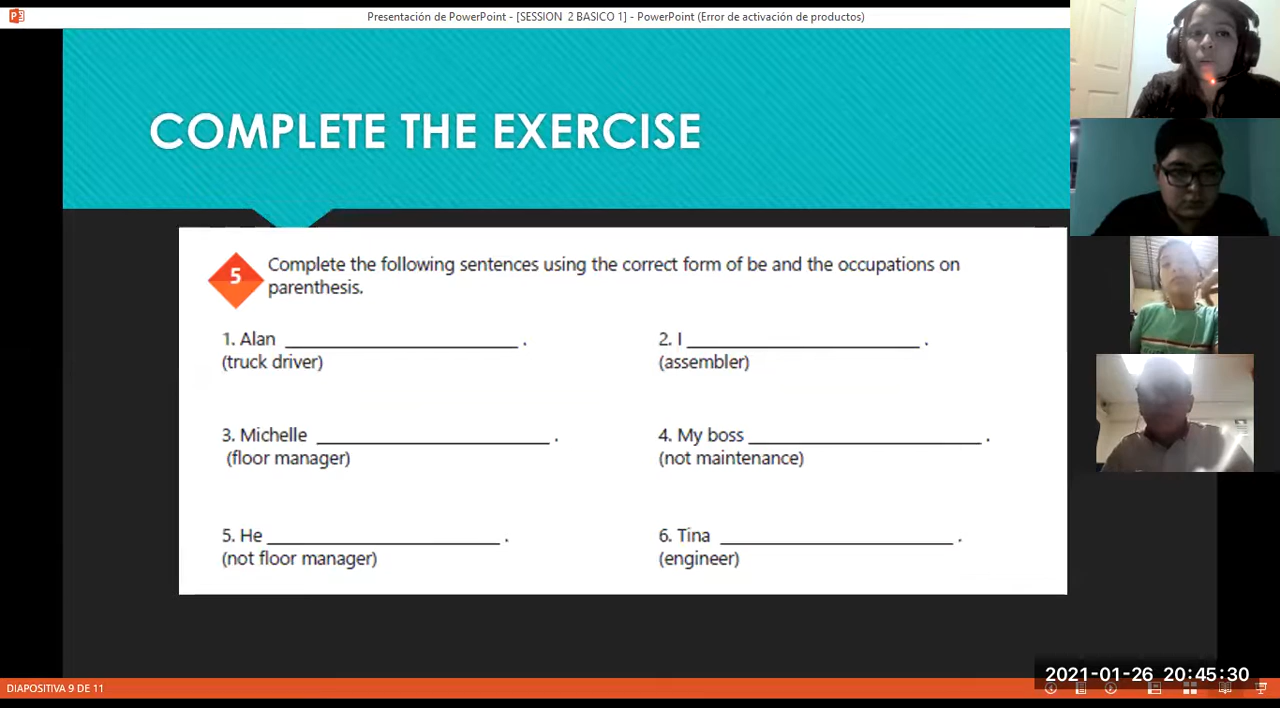 Presentación de PowerPoint - [SESSION 2 BASICO 1] - PowerPoint (Error de activación de productos)
COMPLETE THE EXERCISE
5
Complete the following sentences using the correct form of be and the occupations on
parenthesis.
1. Alan ________________________ .
(truck driver)
2. I ________________________ .
(assembler)
3. Michelle ________________________ .
(floor manager)
4. My boss ________________________ .
(not maintenance)
5. He ________________________ .
(not floor manager)
6. Tina ________________________ .
(engineer)
2021-01-26 20:45:30
DIAPOSITIVA 9 DE 11